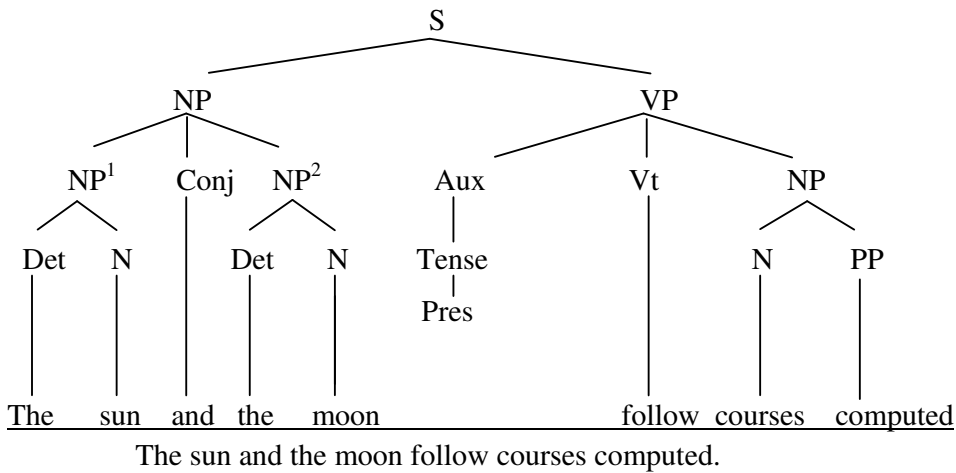 S
NP VP
NP¹ Conj NP² Aux Vt NP
Det N Det N Tense N PP
Pres
The sun and the moon follow courses computed
The sun and the moon follow courses computed.